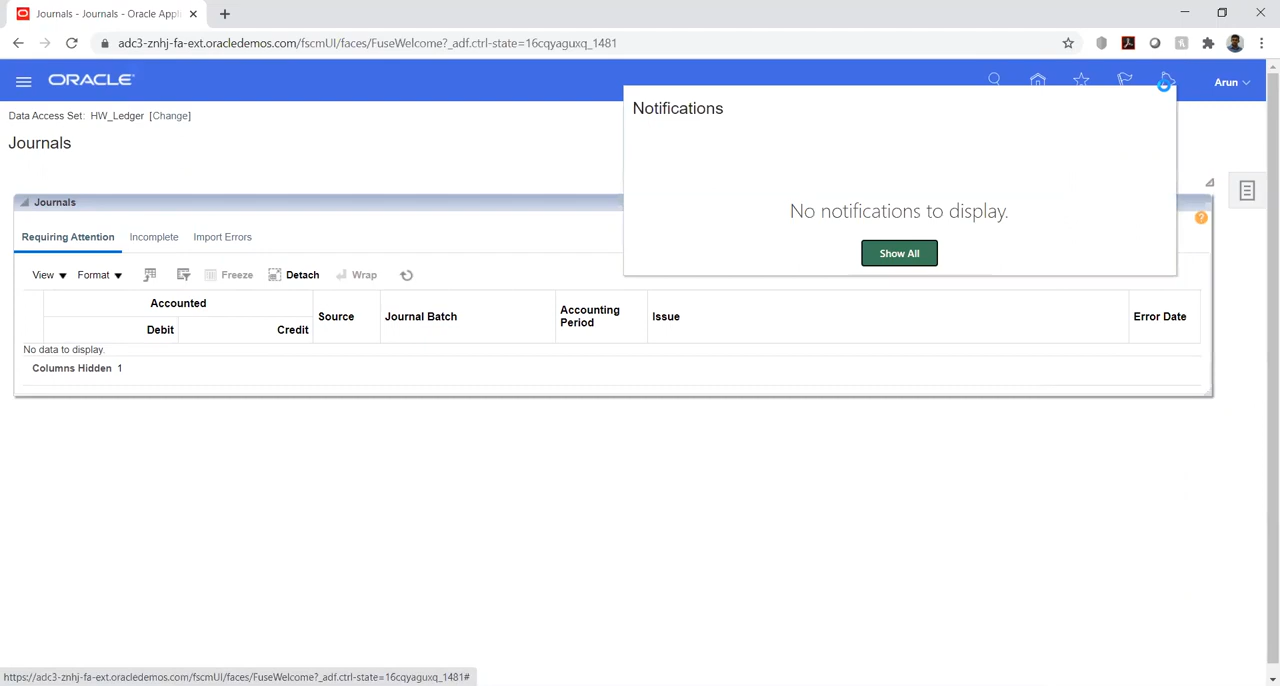 Journals - Journals - Oracle Appl
adc3-znhj-fa-ext.oracledemos.com/fscmUI/faces/FuseWelcome?_adf.ctrl-state=16cqyaguxq_1481
ORACLE
Arun
Data Access Set: HW_Ledger [Change]
Journals
Notifications
No notifications to display.
Show All
Journals
?
Requiring Attention Incomplete Import Errors
View Format Freeze Detach Wrap
Accounted
Debit Credit Source Journal Batch Accounting Period Issue Error Date
No data to display.
Columns Hidden 1
https://adc3-znhj-fa-ext.oracledemos.com/fscmUI/faces/FuseWelcome?_adf.ctrl-state=16cqyaguxq_1481#